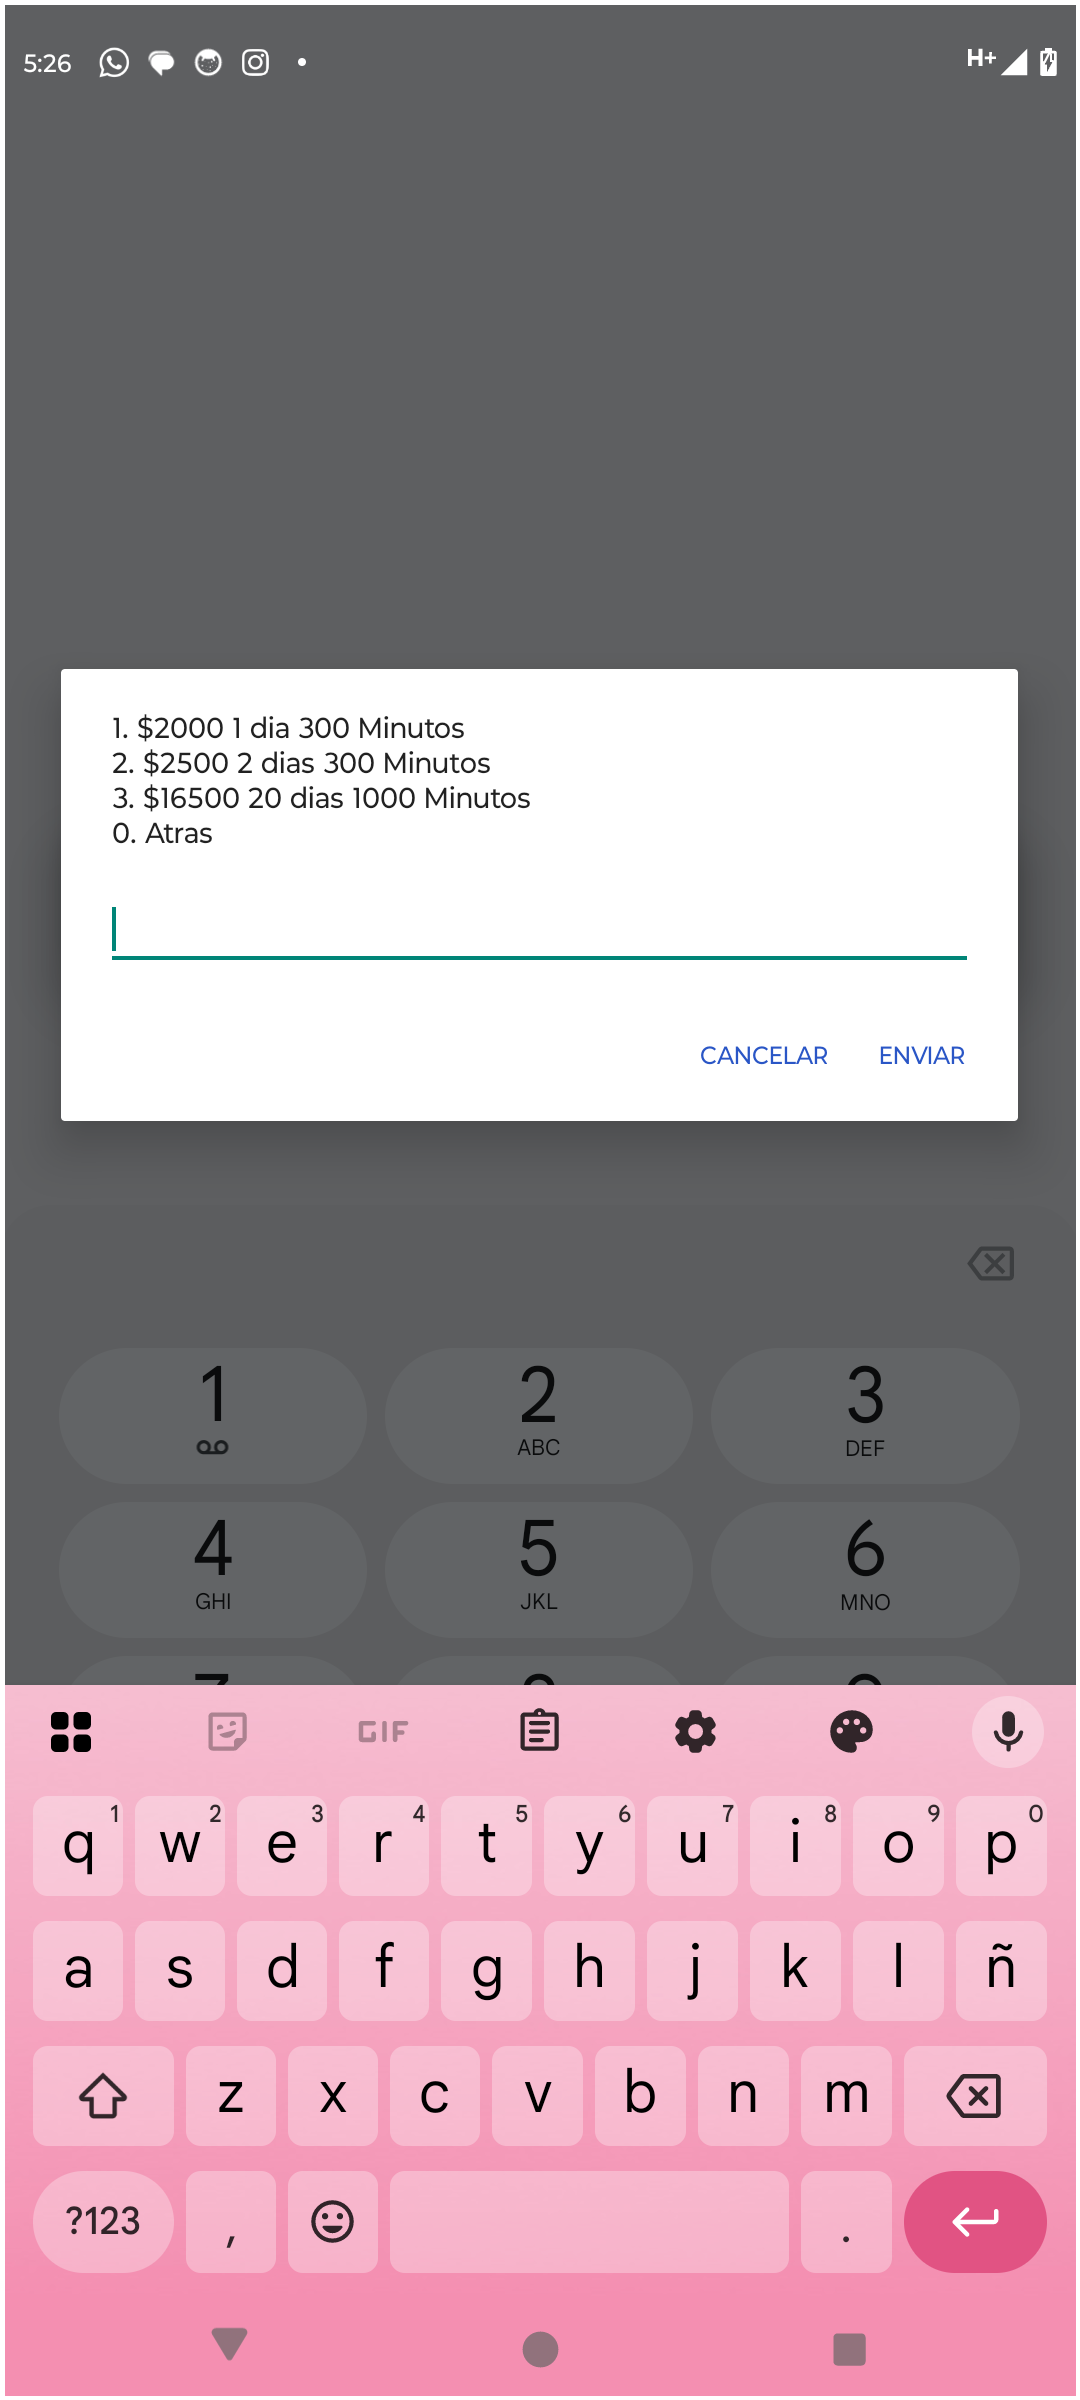 5:26 H+
1. $2000 1 dia 300 Minutos
2. $2500 2 dias 300 Minutos
3. $16500 20 dias 1000 Minutos
0. Atras
CANCELAR ENVIAR
1 2 3
ABC DEF
4 5 6
GHI JKL MNO
GIF
1 2 3 4 5 6 7 8 9 0
q w e r t y u i o p
a s d f g h j k l ñ
z x c v b n m
?123 , .